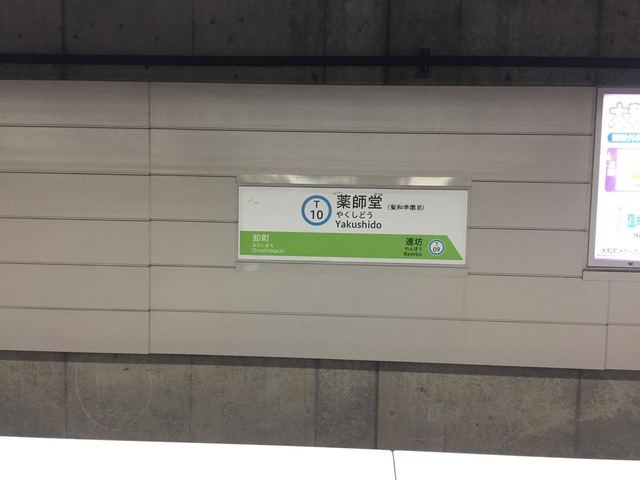 T
10
薬師堂 (聖和学園前)
やくしどう
Yakushido
卸町
おろしまち
Oroshimachi
連坊
れんぼう
Rembo
T
09